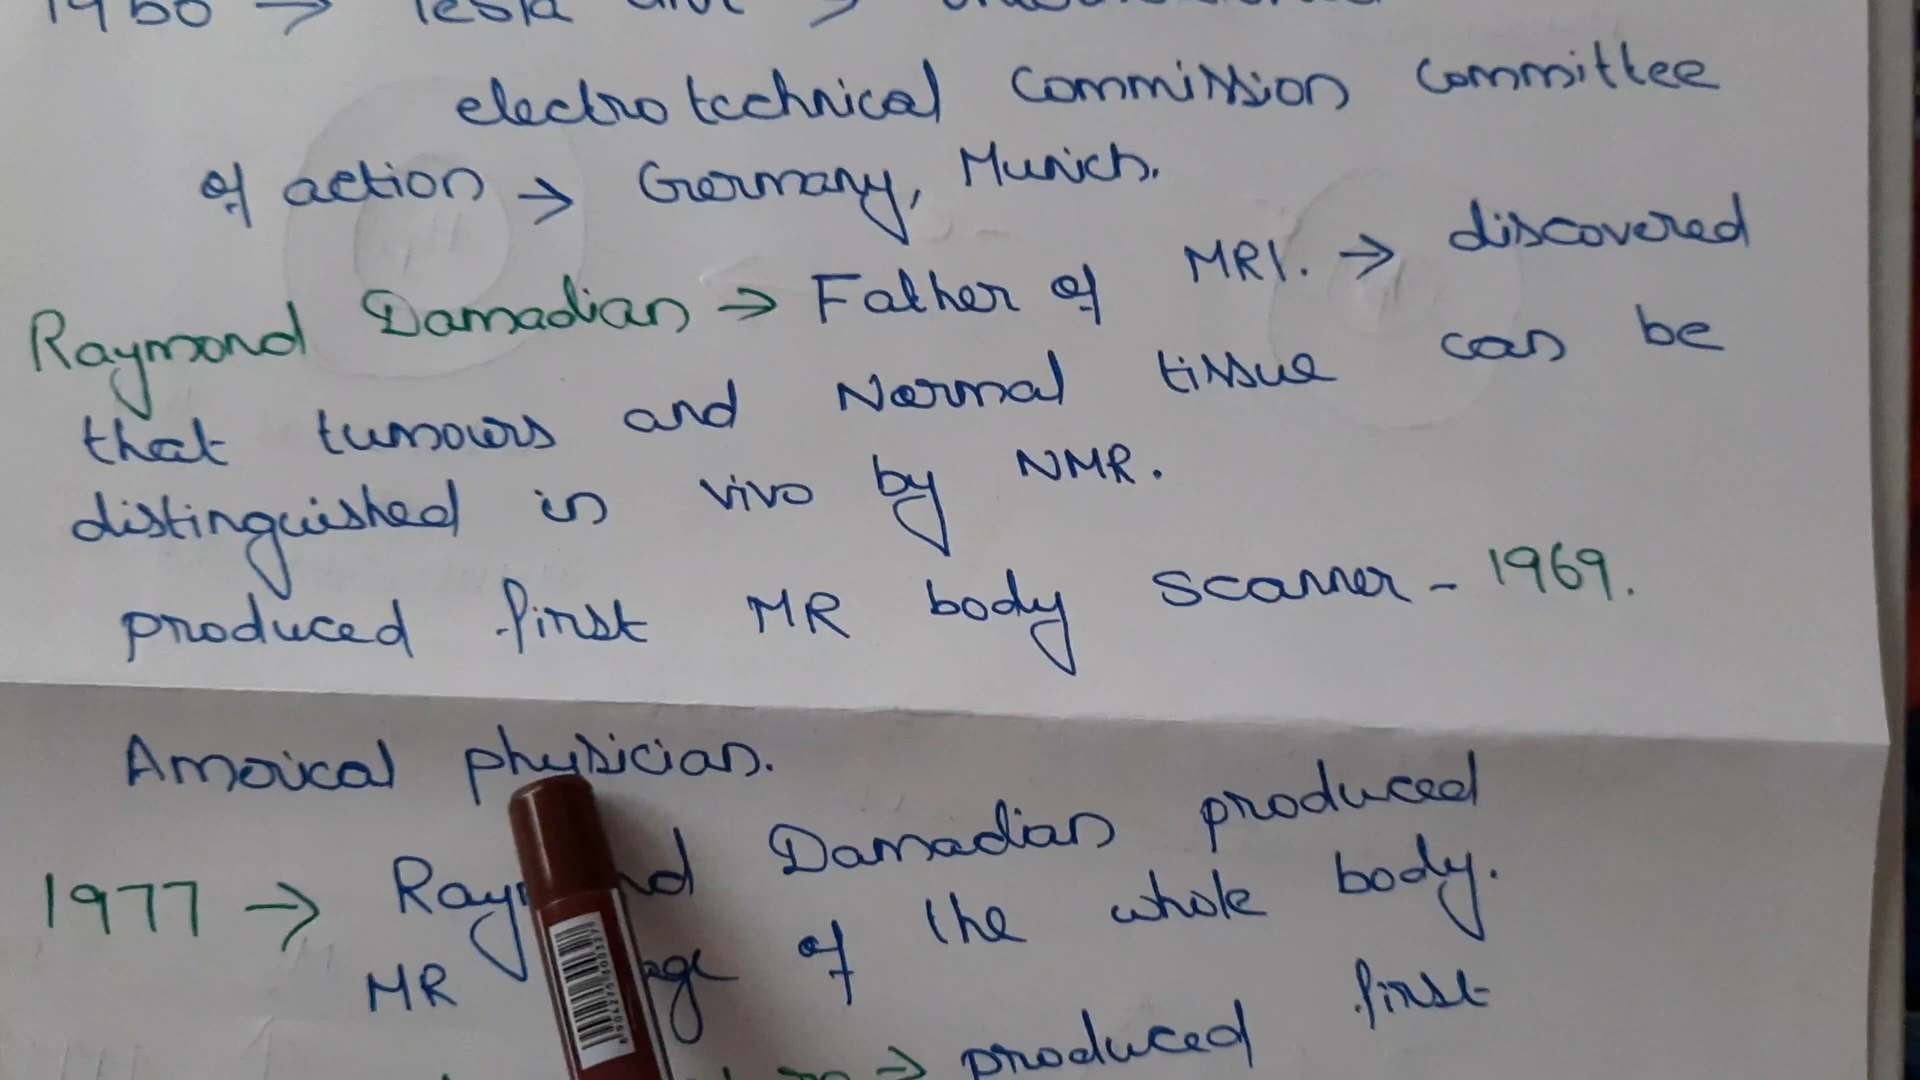 electrotechnical Commission Committee
of action → Germany, Munich.
Raymond Damadian → Father of MRI. → discovered
that tumours and Normal tissue can be
distinguished in vivo by NMR.
produced first MR body scanner - 1969.
Americal physician.
1977 → Damadian produced
MR of the whole body.
→ produced first